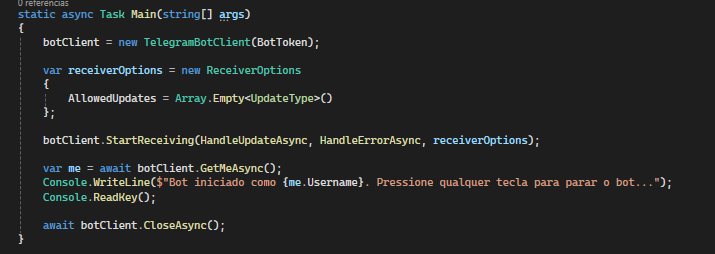 0 referências
static async Task Main(string[] args)
{
botClient = new TelegramBotClient(BotToken);
var receiverOptions = new ReceiverOptions
{
AllowedUpdates = Array.Empty<UpdateType>()
};
botClient.StartReceiving(HandleUpdateAsync, HandleErrorAsync, receiverOptions);
var me = await botClient.GetMeAsync();
Console.WriteLine($"Bot iniciado como {me.Username}. Pressione qualquer tecla para parar o bot...");
Console.ReadKey();
await botClient.CloseAsync();
}